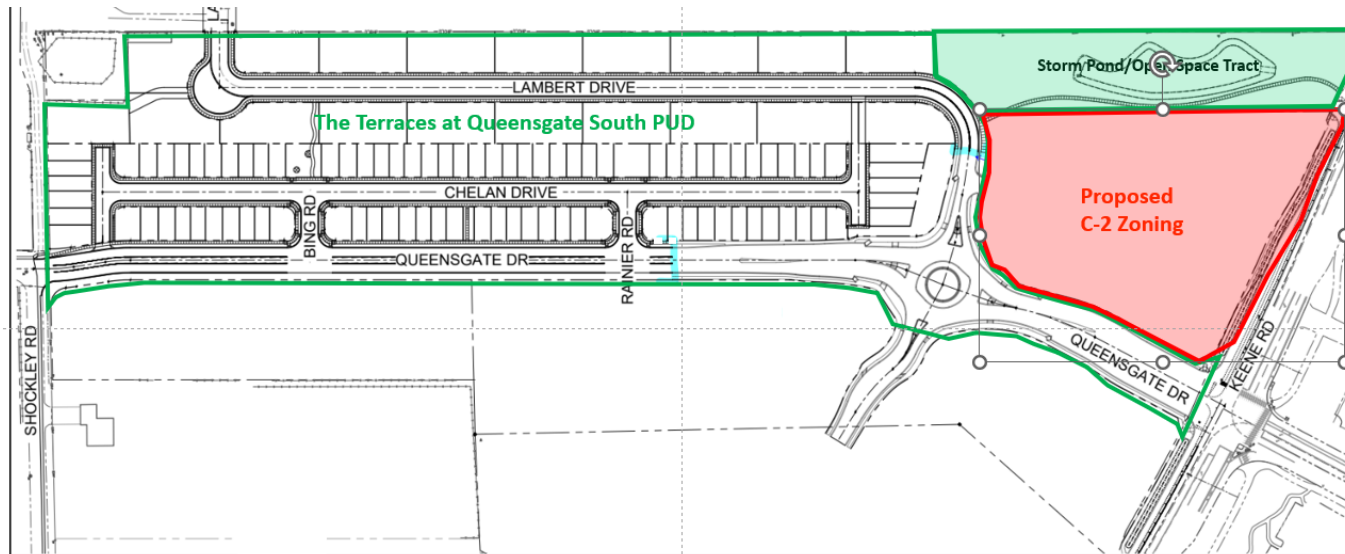 Storm Pond/Open Space Tract
LAMBERT DRIVE
The Terraces at Queensgate South PUD
CHELAN DRIVE
Proposed
C-2 Zoning
BING RD
RAINIER RD
QUEENSGATE DR
QUEENSGATE DR
KEENE RD
SHOCKLEY RD